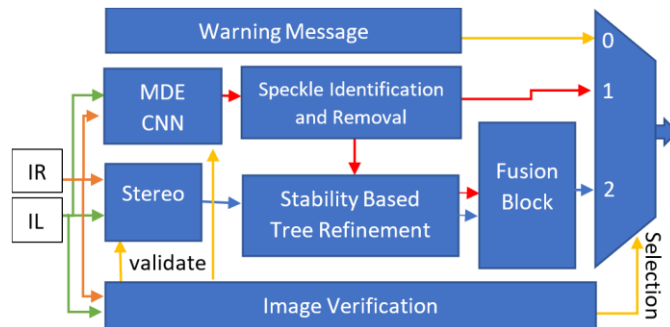 Warning Message
0
MDE
CNN
Speckle Identification
and Removal
1
IR
IL
Stereo
Stability Based
Tree Refinement
Fusion
Block
2
validate
Selection
Image Verification